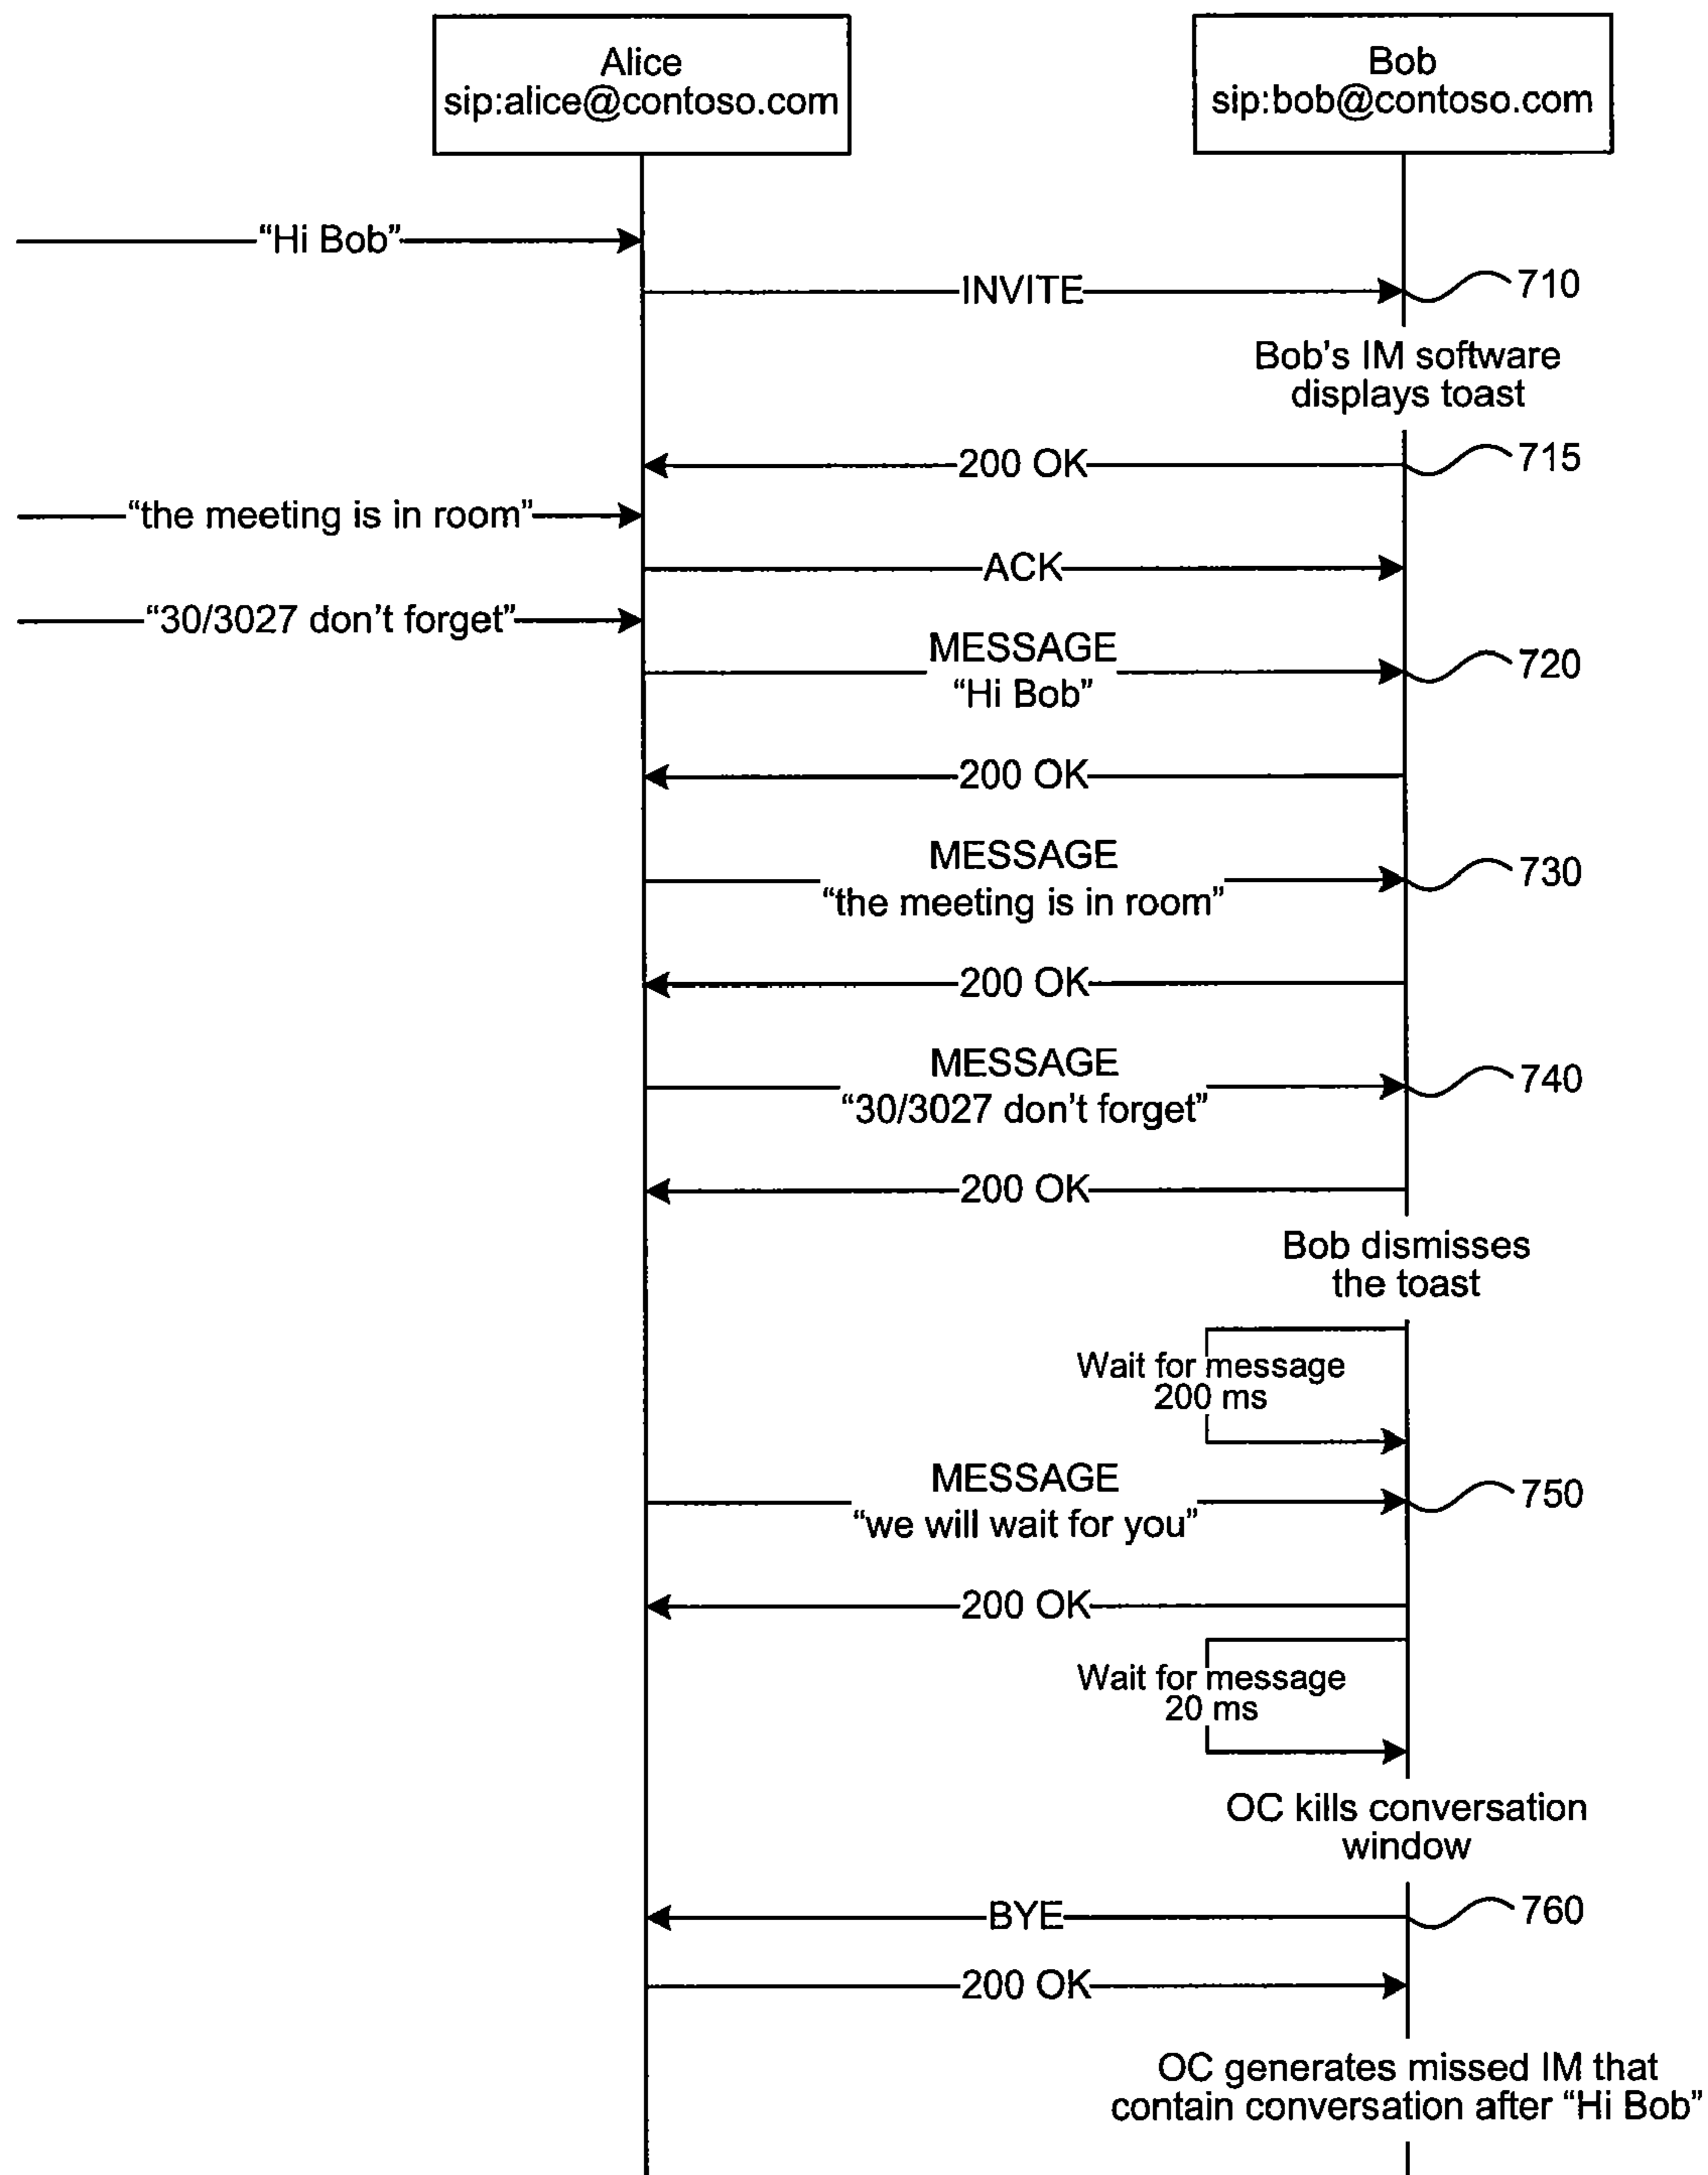 Alice
sip:alice@contoso.com
Bob
sip:bob@contoso.com
“Hi Bob”
INVITE
710
Bob’s IM software
displays toast
200 OK
715
“the meeting is in room”
ACK
“30/3027 don’t forget”
MESSAGE
“Hi Bob”
720
200 OK
MESSAGE
“the meeting is in room”
730
200 OK
MESSAGE
“30/3027 don’t forget”
740
200 OK
Bob dismisses
the toast
Wait for message
200 ms
MESSAGE
“we will wait for you”
750
200 OK
Wait for message
20 ms
OC kills conversation
window
BYE
760
200 OK
OC generates missed IM that
contain conversation after “Hi Bob”